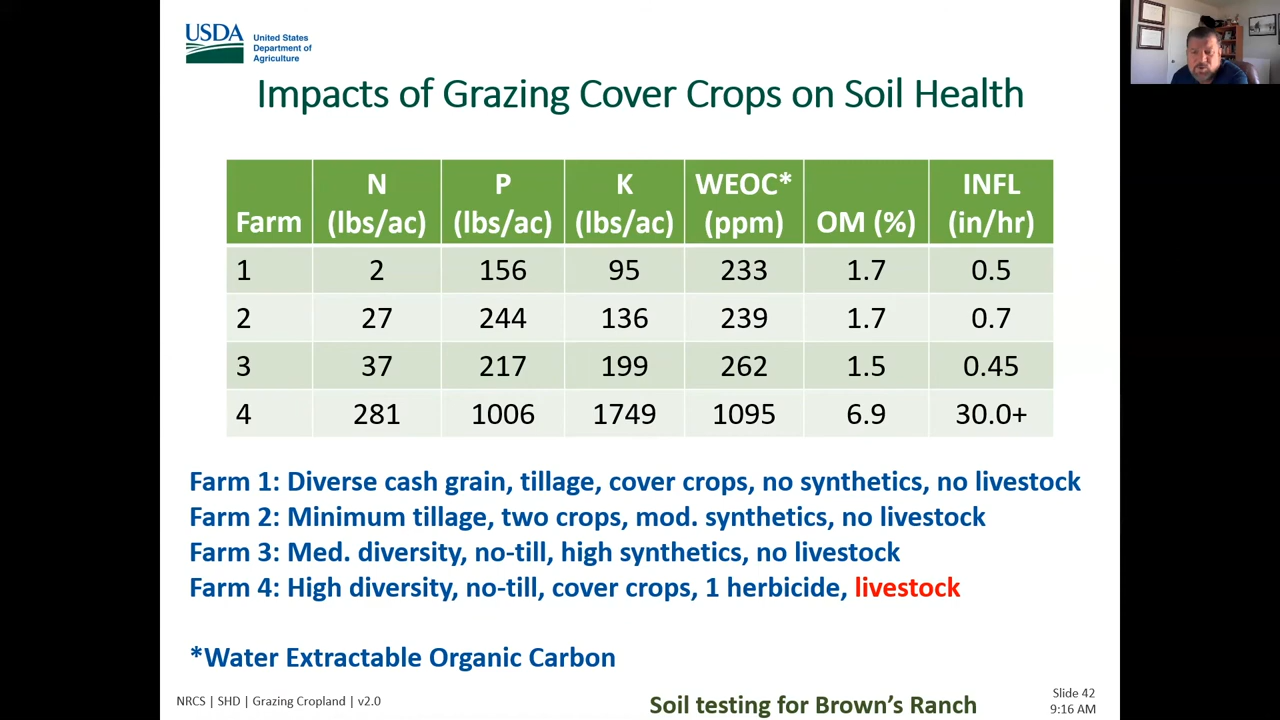 USDA
United States
Department of
Agriculture
Impacts of Grazing Cover Crops on Soil Health
Farm N (lbs/ac) P (lbs/ac) K (lbs/ac) WEOC* (ppm) OM (%) INFL (in/hr)
1 2 156 95 233 1.7 0.5
2 27 244 136 239 1.7 0.7
3 37 217 199 262 1.5 0.45
4 281 1006 1749 1095 6.9 30.0+
Farm 1: Diverse cash grain, tillage, cover crops, no synthetics, no livestock
Farm 2: Minimum tillage, two crops, mod. synthetics, no livestock
Farm 3: Med. diversity, no-till, high synthetics, no livestock
Farm 4: High diversity, no-till, cover crops, 1 herbicide, livestock
*Water Extractable Organic Carbon
NRCS | SHD | Grazing Cropland | v2.0
Soil testing for Brown's Ranch
Slide 42
9:16 AM